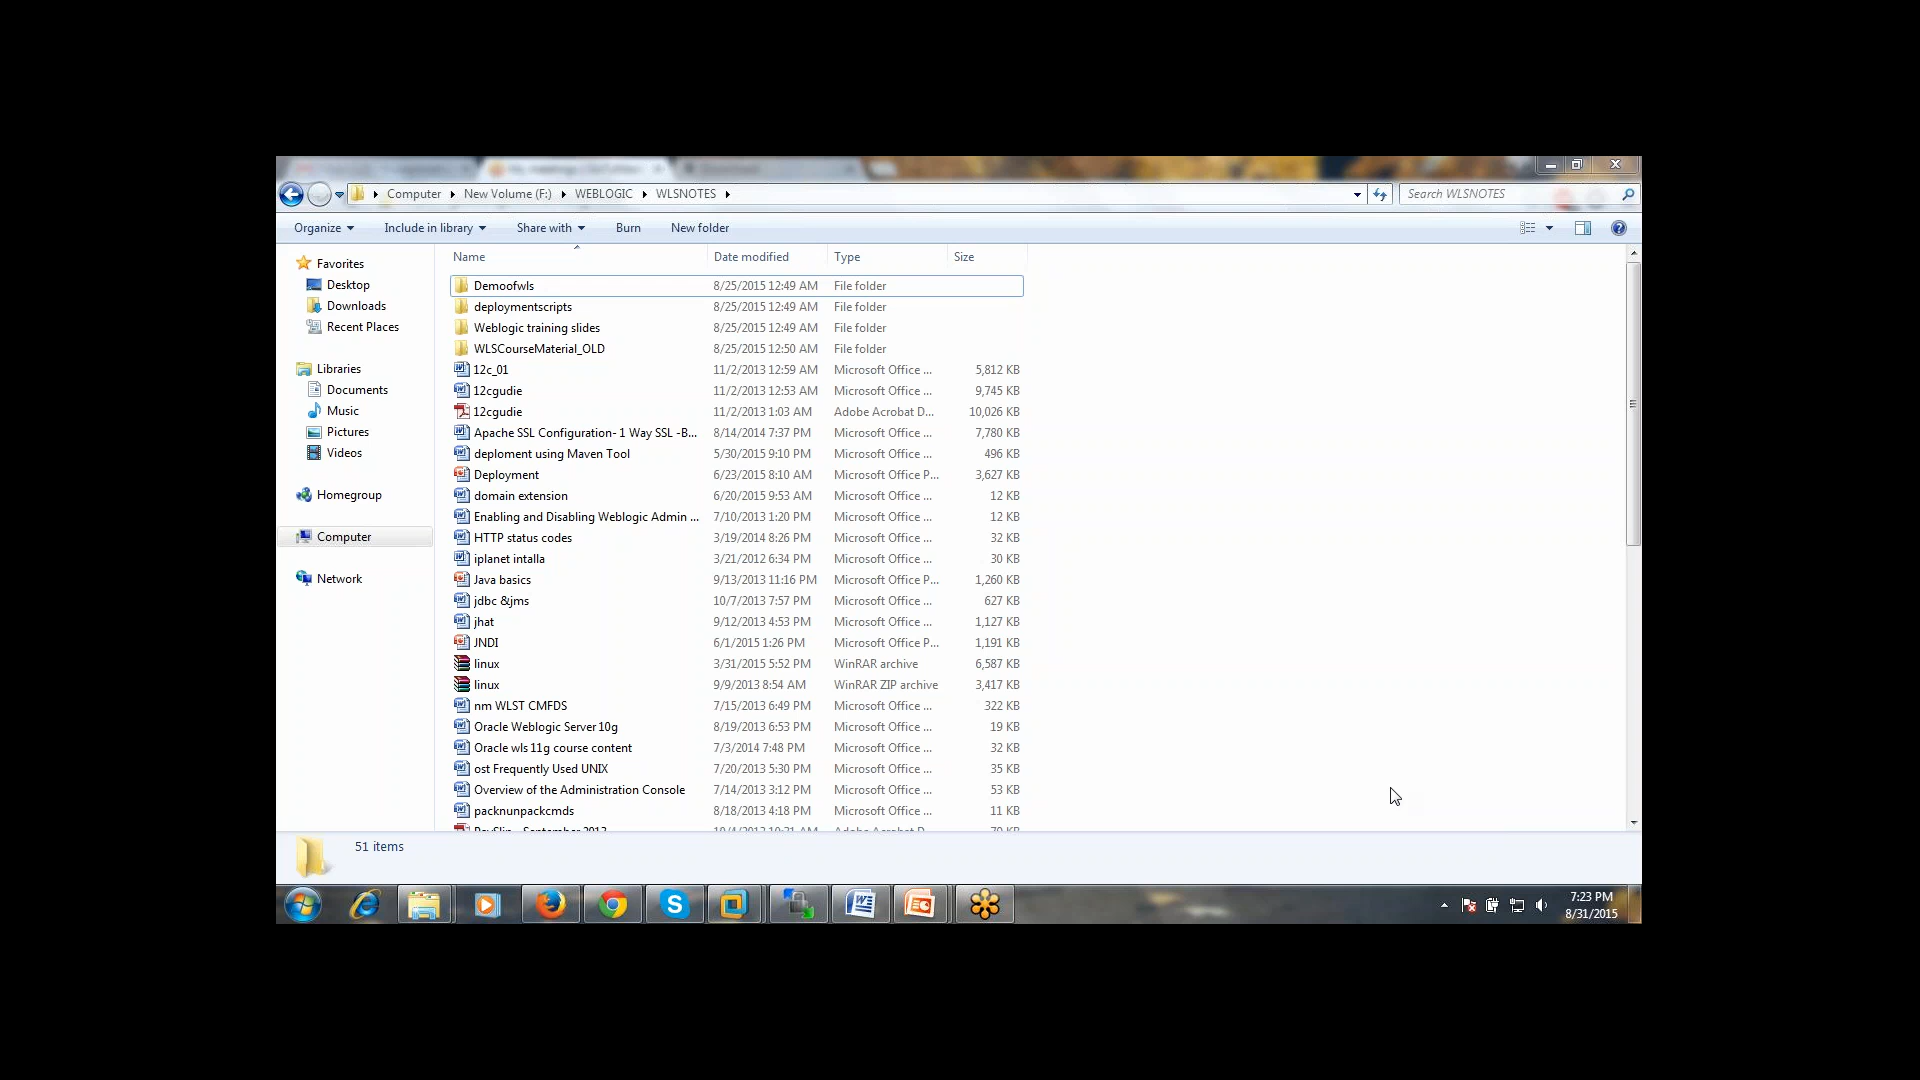 Computer New Volume (F:) WEBLOGIC WLSNOTES Search WLSNOTES
Organize Include in library Share with Burn New folder
Name Date modified Type Size
Favorites
Desktop
Downloads
Recent Places
Libraries
Documents
Music
Pictures
Videos
Homegroup
Computer
Network
Demoofwls 8/25/2015 12:49 AM File folder
deploymentscripts 8/25/2015 12:49 AM File folder
Weblogic training slides 8/25/2015 12:49 AM File folder
WLSCourseMaterial_OLD 8/25/2015 12:50 AM File folder
12c_01 11/2/2013 12:59 AM Microsoft Office ... 5,812 KB
12cgudie 11/2/2013 12:53 AM Microsoft Office ... 9,745 KB
12cgudie 11/2/2013 1:03 AM Adobe Acrobat D... 10,026 KB
Apache SSL Configuration- 1 Way SSL -B... 8/14/2014 7:37 PM Microsoft Office ... 7,780 KB
deploment using Maven Tool 5/30/2015 9:10 PM Microsoft Office ... 496 KB
Deployment 6/23/2015 8:10 AM Microsoft Office P... 3,627 KB
domain extension 6/20/2015 9:53 AM Microsoft Office ... 12 KB
Enabling and Disabling Weblogic Admin ... 7/10/2013 1:20 PM Microsoft Office ... 12 KB
HTTP status codes 3/19/2014 8:26 PM Microsoft Office ... 32 KB
iplanet intalla 3/21/2012 6:34 PM Microsoft Office ... 30 KB
Java basics 9/13/2013 11:16 PM Microsoft Office P... 1,260 KB
jdbc &jms 10/7/2013 7:57 PM Microsoft Office ... 627 KB
jhat 9/12/2013 4:53 PM Microsoft Office ... 1,127 KB
JNDI 6/1/2015 1:26 PM Microsoft Office P... 1,191 KB
linux 3/31/2015 5:52 PM WinRAR archive 6,587 KB
linux 9/9/2013 8:54 AM WinRAR ZIP archive 3,417 KB
nm WLST CMFDS 7/15/2013 6:49 PM Microsoft Office ... 322 KB
Oracle Weblogic Server 10g 8/19/2013 6:53 PM Microsoft Office ... 19 KB
Oracle wls 11g course content 7/3/2014 7:48 PM Microsoft Office ... 32 KB
ost Frequently Used UNIX 7/20/2013 5:30 PM Microsoft Office ... 35 KB
Overview of the Administration Console 7/14/2013 3:12 PM Microsoft Office ... 53 KB
packnunpackcmds 8/18/2013 4:18 PM Microsoft Office ... 11 KB
51 items
7:23 PM
8/31/2015